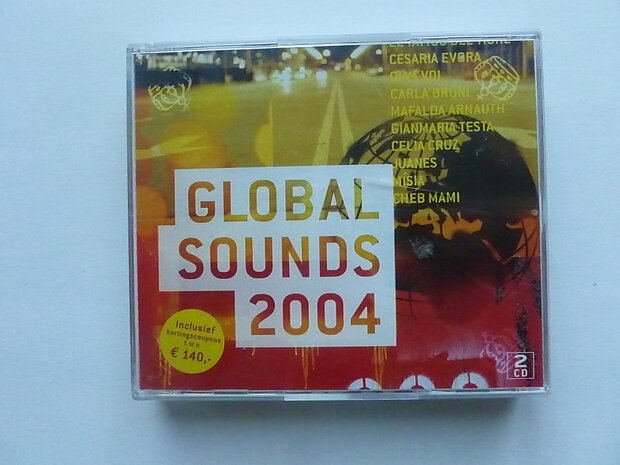 CESARIA EVORA
CARLA BRUNI
MAFALDA ARNAUTH
GIANMARIA TESTA
CELIA CRUZ
JUANES
MISIA
CHEB MAMI
GLOBAL
SOUNDS
2004
inclusief
kortingscoupons
t.w.v.
€ 140,-
2
CD